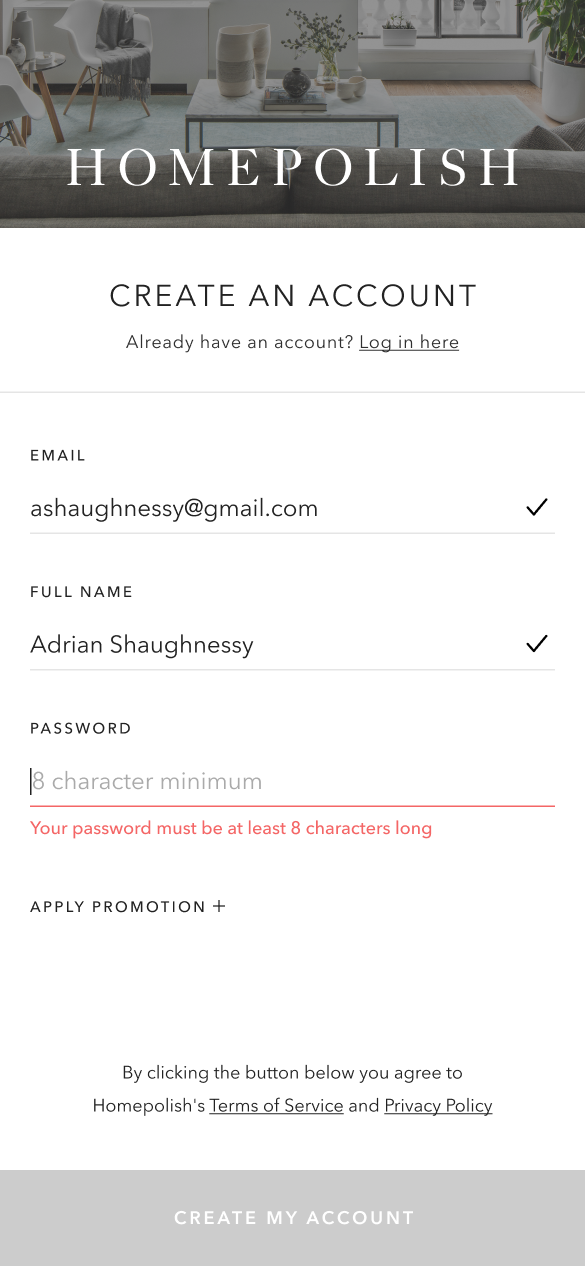 HOMEPOLISH
CREATE AN ACCOUNT
Already have an account? Log in here
EMAIL
ashaughnessy@gmail.com
FULL NAME
Adrian Shaughnessy
PASSWORD
8 character minimum
Your password must be at least 8 characters long
APPLY PROMOTION +
By clicking the button below you agree to
Homepolish's Terms of Service and Privacy Policy
CREATE MY ACCOUNT